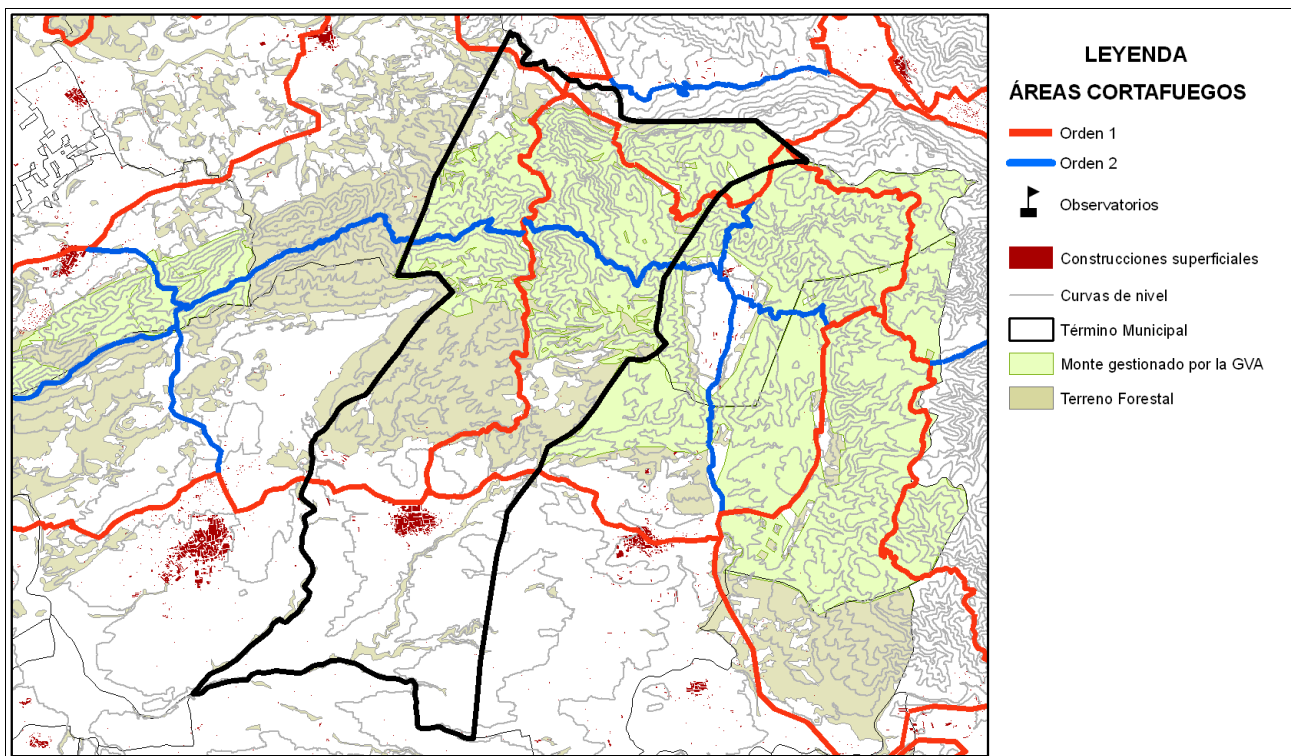 LEYENDA
ÁREAS CORTAFUEGOS
Orden 1
Orden 2
Observatorios
Construcciones superficiales
Curvas de nivel
Término Municipal
Monte gestionado por la GVA
Terreno Forestal